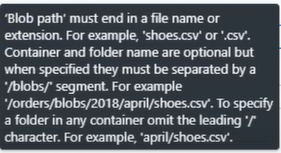 'Blob path' must end in a file name or
extension. For example, 'shoes.csv' or '.csv'.
Container and folder name are optional but
when specified they must be separated by a
'/blobs/' segment. For example
'/orders/blobs/2018/april/shoes.csv'. To specify
a folder in any container omit the leading '/'
character. For example, 'april/shoes.csv'.